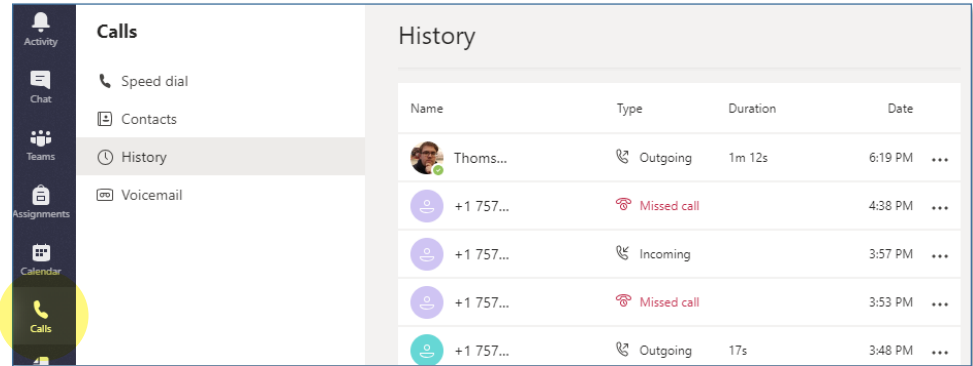 Activity
Chat
Teams
Assignments
Calendar
Calls
Calls
Speed dial
Contacts
History
Voicemail
History
Name Type Duration Date
Thoms... Outgoing 1m 12s 6:19 PM ...
+1 757... Missed call 4:38 PM ...
+1 757... Incoming 3:57 PM ...
+1 757... Missed call 3:53 PM ...
+1 757... Outgoing 17s 3:48 PM ...